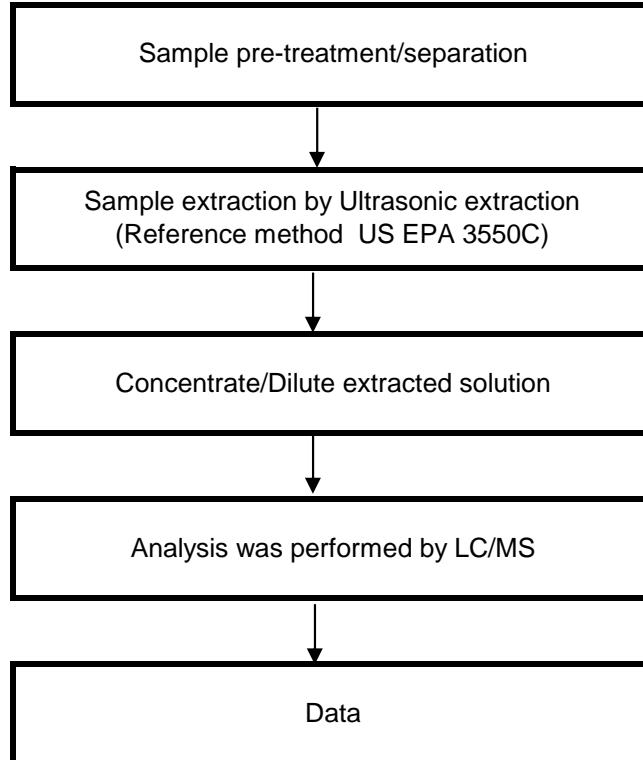 Sample pre-treatment/separation
Sample extraction by Ultrasonic extraction
(Reference method  US EPA 3550C)
Concentrate/Dilute extracted solution
Analysis was performed by LC/MS
Data